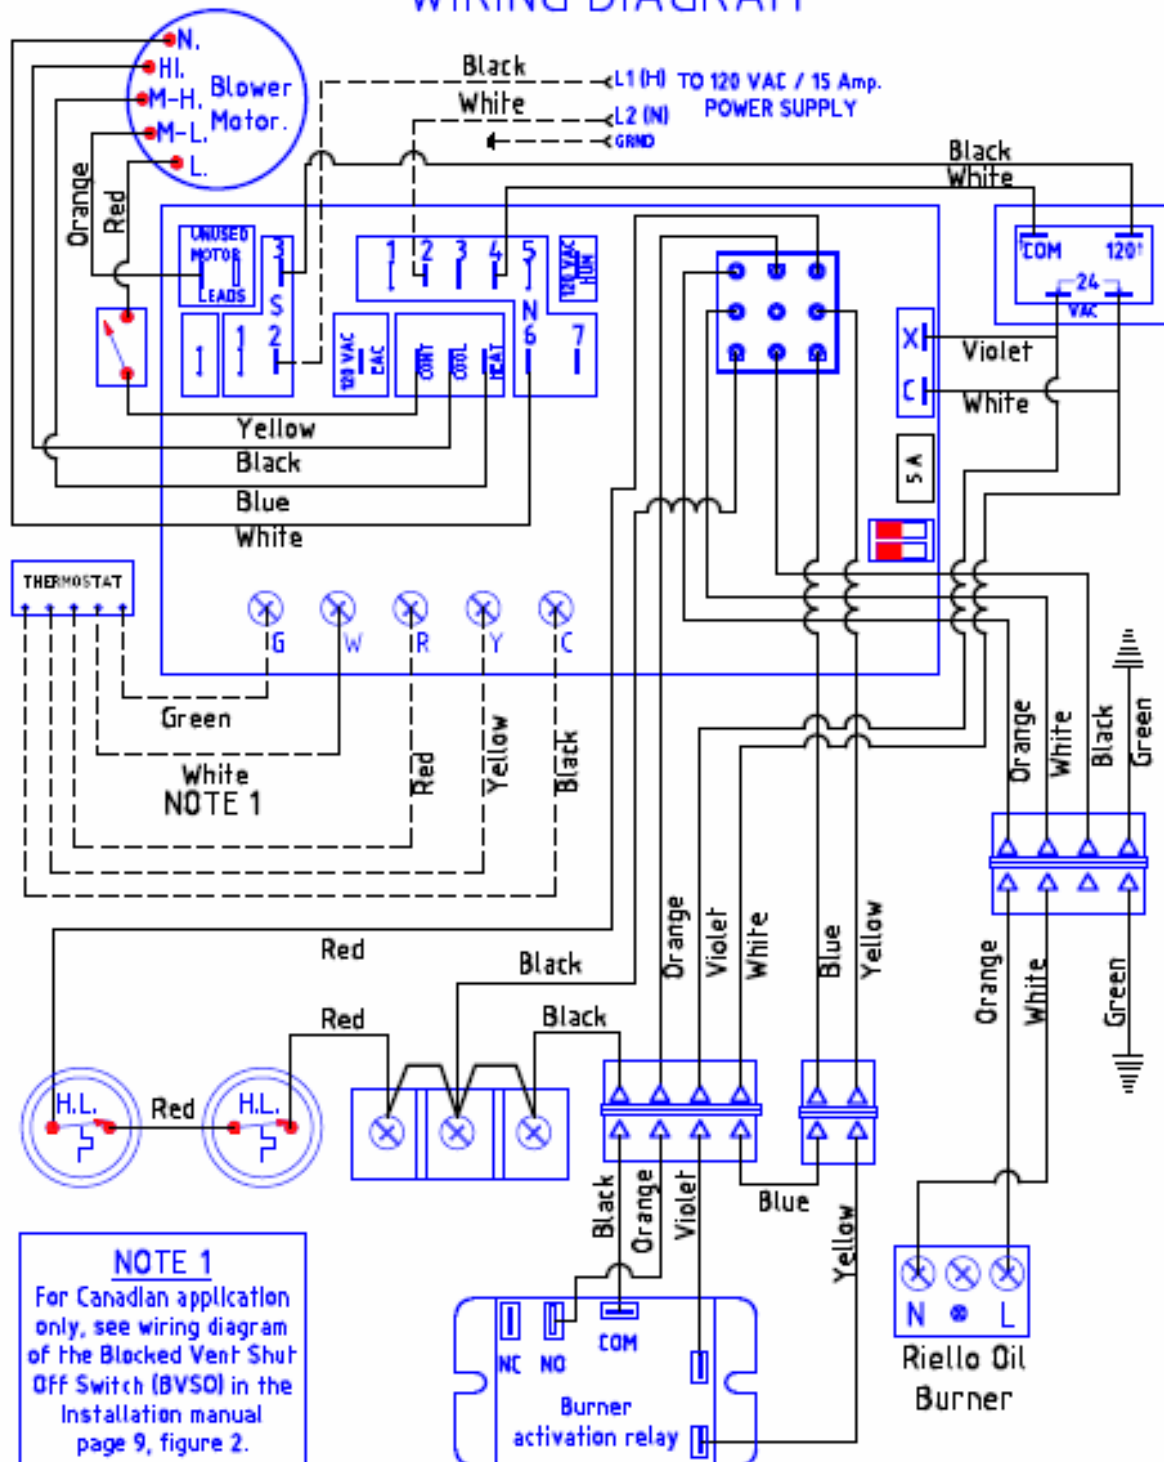 WIRING DIAGRAM
N.
HI.
M-H.
M-L.
L.
Blower
Motor.
Black
White
L1 (H)
L2 (N)
GRND
TO 120 VAC / 15 Amp.
POWER SUPPLY
Black
White
Orange
Red
UNUSED
MOTOR
LEADS
3
S
1
1
2
1
2
3
4
5
N
6
7
120 VAC
HUM
120 VAC
EAC
CONT
COOL
HEAT
COM
120
24
VAC
X
C
Violet
White
5 A
Yellow
Black
Blue
White
THERMOSTAT
G
W
R
Y
C
Green
White
NOTE 1
Red
Yellow
Black
Orange
White
Black
Green
Red
Black
Orange
Violet
White
Blue
Yellow
Orange
White
Green
Red
Black
H.L.
Red
H.L.
Black
Orange
Violet
Blue
Yellow
NOTE 1
For Canadian application
only, see wiring diagram
of the Blocked Vent Shut
Off Switch (BVSO) in the
Installation manual
page 9, figure 2.
NC
NO
COM
Burner
activation relay
N
L
Riello Oil
Burner